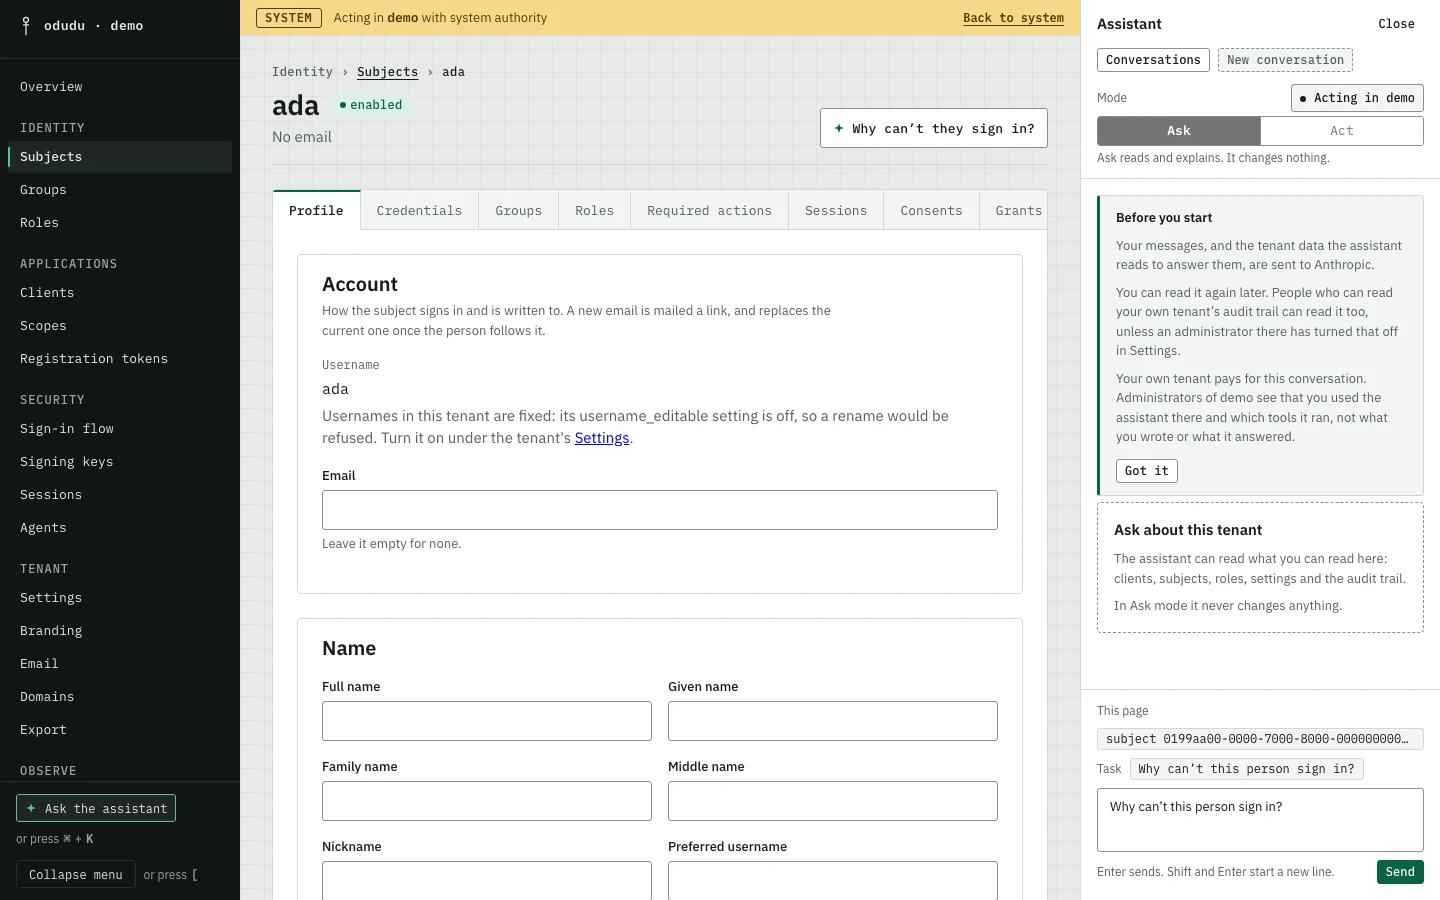 odudu · demo
Overview
IDENTITY
Subjects
Groups
Roles
APPLICATIONS
Clients
Scopes
Registration tokens
SECURITY
Sign-in flow
Signing keys
Sessions
Agents
TENANT
Settings
Branding
Email
Domains
Export
OBSERVE
Ask the assistant
or press ⌘ + K
Collapse menu or press [
SYSTEM Acting in demo with system authority Back to system
Identity › Subjects › ada
ada enabled
No email
Why can’t they sign in?
Profile Credentials Groups Roles Required actions Sessions Consents Grants
Account
How the subject signs in and is written to. A new email is mailed a link, and replaces the
current one once the person follows it.
Username
ada
Usernames in this tenant are fixed: its username_editable setting is off, so a rename would be
refused. Turn it on under the tenant's Settings.
Email
Leave it empty for none.
Name
Full name Given name
Family name Middle name
Nickname Preferred username
Assistant Close
Conversations New conversation
Mode Acting in demo
Ask Act
Ask reads and explains. It changes nothing.
Before you start
Your messages, and the tenant data the assistant
reads to answer them, are sent to Anthropic.
You can read it again later. People who can read
your own tenant’s audit trail can read it too,
unless an administrator there has turned that off
in Settings.
Your own tenant pays for this conversation.
Administrators of demo see that you used the
assistant there and which tools it ran, not what
you wrote or what it answered.
Got it
Ask about this tenant
The assistant can read what you can read here:
clients, subjects, roles, settings and the audit trail.
In Ask mode it never changes anything.
This page
subject 0199aa00-0000-7000-8000-000000000…
Task Why can’t this person sign in?
Why can’t this person sign in?
Enter sends. Shift and Enter start a new line. Send